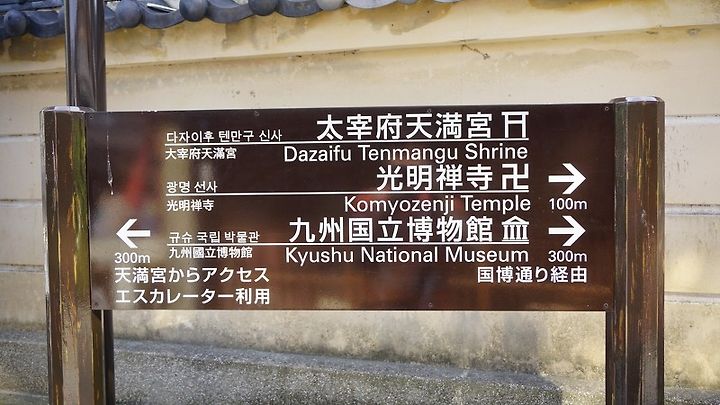 다자이후 텐만구 신사 太宰府天満宮
大宰府天滿宮 Dazaifu Tenmangu Shrine
광명 선사 光明禅寺 卍
光明禅寺 Komyozenji Temple 100m
규슈 국립 박물관 九州国立博物館
九州國立博物館 Kyushu National Museum
300m 300m
天満宮からアクセス 国博通り経由
エスカレーター利用